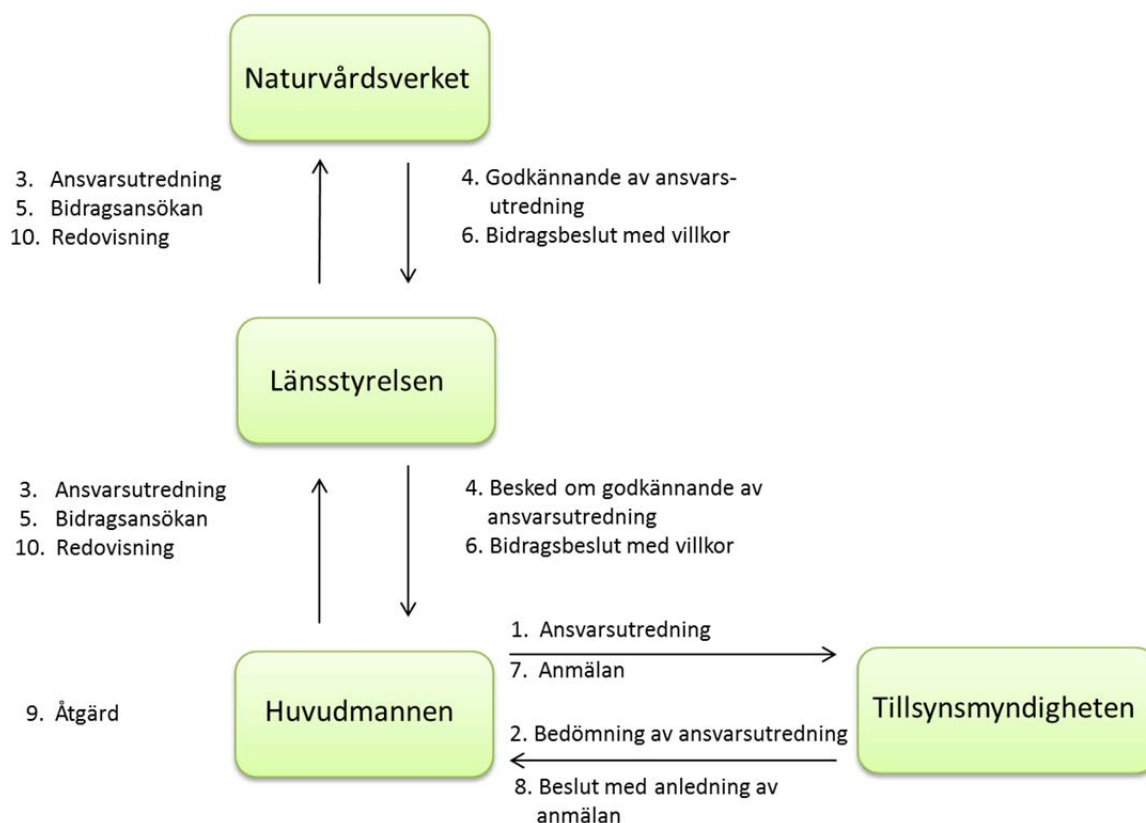 Naturvårdsverket
3. Ansvarsutredning
5. Bidragsansökan
10. Redovisning
4. Godkännande av ansvars-
utredning
6. Bidragsbeslut med villkor
Länsstyrelsen
3. Ansvarsutredning
5. Bidragsansökan
10. Redovisning
4. Besked om godkännande av
ansvarsutredning
6. Bidragsbeslut med villkor
1. Ansvarsutredning
7. Anmälan
9. Åtgärd
Huvudmannen
Tillsynsmyndigheten
2. Bedömning av ansvarsutredning
8. Beslut med anledning av
anmälan